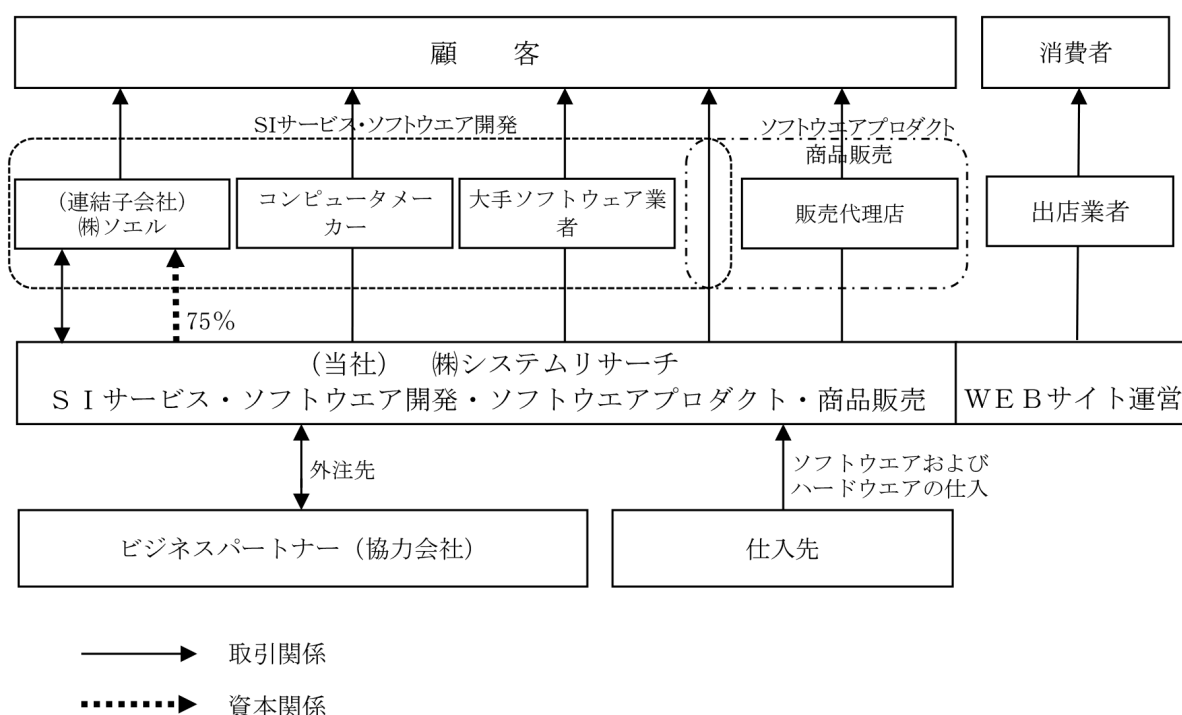 顧　　客
消費者
SIサービス・ソフトウエア開発
ソフトウエアプロダクト
商品販売
(連結子会社)
㈱ソエル
コンピュータメー
カー
大手ソフトウェア業
者
販売代理店
出店業者
75%
(当社)　㈱システムリサーチ
ＳＩサービス・ソフトウエア開発・ソフトウエアプロダクト・商品販売
ＷＥＢサイト運営
外注先
ソフトウエアおよび
ハードウエアの仕入
ビジネスパートナー（協力会社）
仕入先
取引関係
資本関係